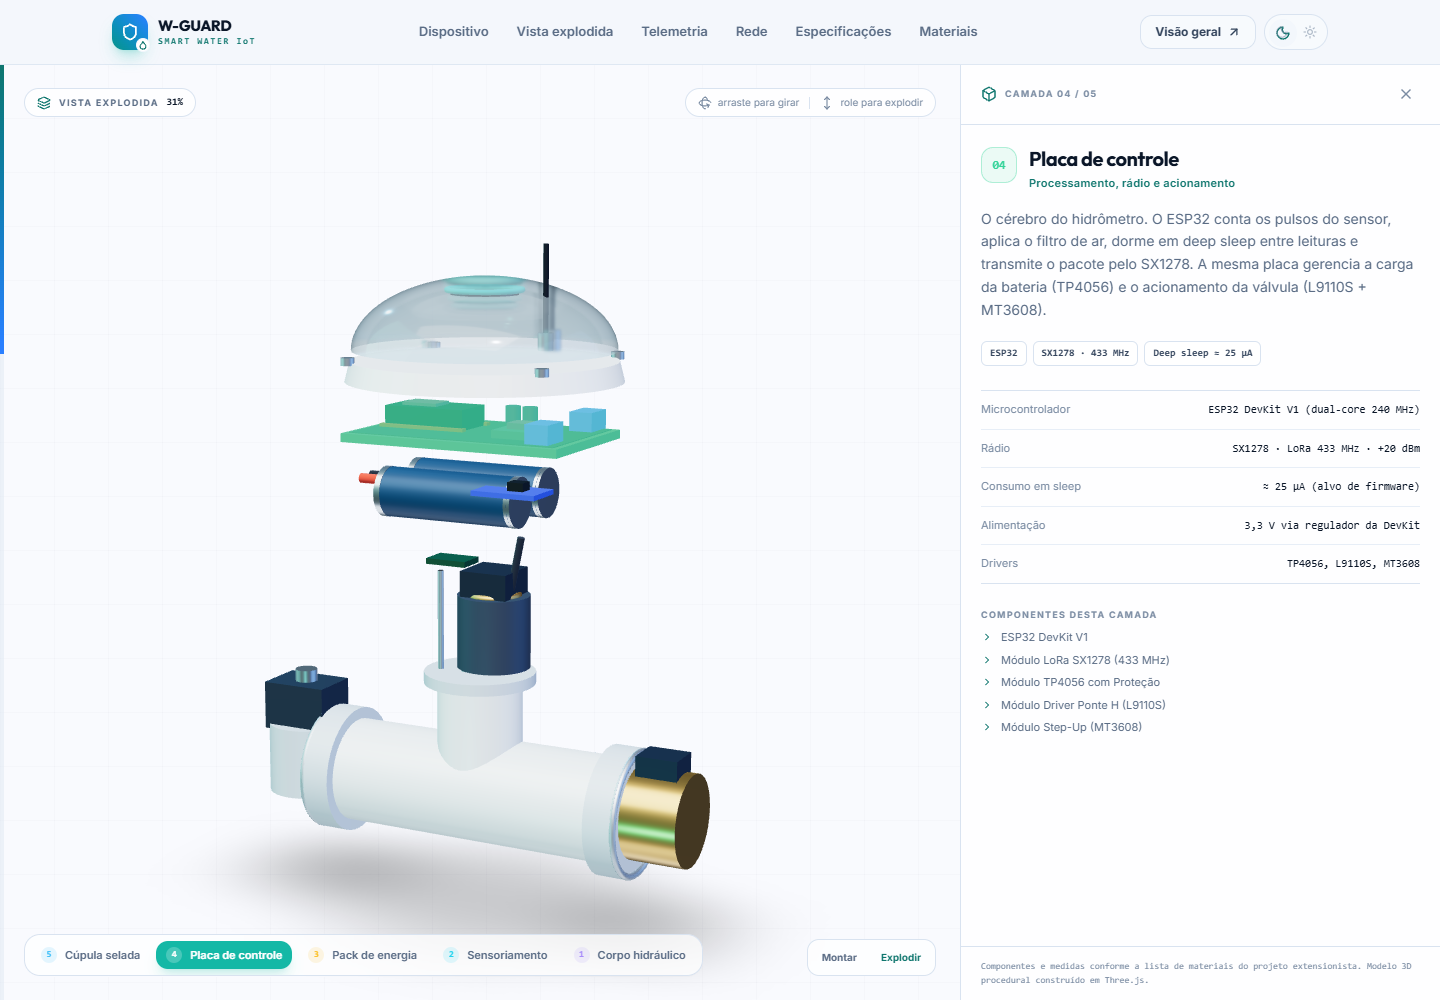 W-GUARD
SMART WATER IoT
Dispositivo
Vista explodida
Telemetria
Rede
Especificações
Materiais
Visão geral
VISTA EXPLODIDA 31%
arraste para girar
role para explodir
CAMADA 04 / 05
04
Placa de controle
Processamento, rádio e acionamento
O cérebro do hidrômetro. O ESP32 conta os pulsos do sensor,
aplica o filtro de ar, dorme em deep sleep entre leituras e
transmite o pacote pelo SX1278. A mesma placa gerencia a carga
da bateria (TP4056) e o acionamento da válvula (L9110S +
MT3608).
ESP32
SX1278 · 433 MHz
Deep sleep ≈ 25 µA
Microcontrolador ESP32 DevKit V1 (dual-core 240 MHz)
Rádio SX1278 · LoRa 433 MHz · +20 dBm
Consumo em sleep ≈ 25 µA (alvo de firmware)
Alimentação 3,3 V via regulador da DevKit
Drivers TP4056, L9110S, MT3608
COMPONENTES DESTA CAMADA
ESP32 DevKit V1
Módulo LoRa SX1278 (433 MHz)
Módulo TP4056 com Proteção
Módulo Driver Ponte H (L9110S)
Módulo Step-Up (MT3608)
5 Cúpula selada
4 Placa de controle
3 Pack de energia
2 Sensoriamento
1 Corpo hidráulico
Montar
Explodir
Componentes e medidas conforme a lista de materiais do projeto extensionista. Modelo 3D
procedural construído em Three.js.